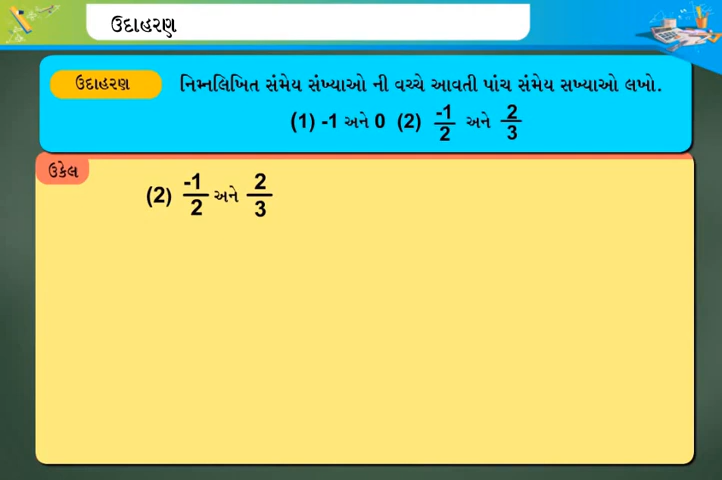 ઉદાહરણ
ઉદાહરણ નિમ્નલિખિત સંમેય સંખ્યાઓ ની વચ્ચે આવતી પાંચ સંમેય સખ્યાઓ લખો.
(1) -1 અને 0 (2) -1/2 અને 2/3
ઉકેલ
(2) -1/2 અને 2/3